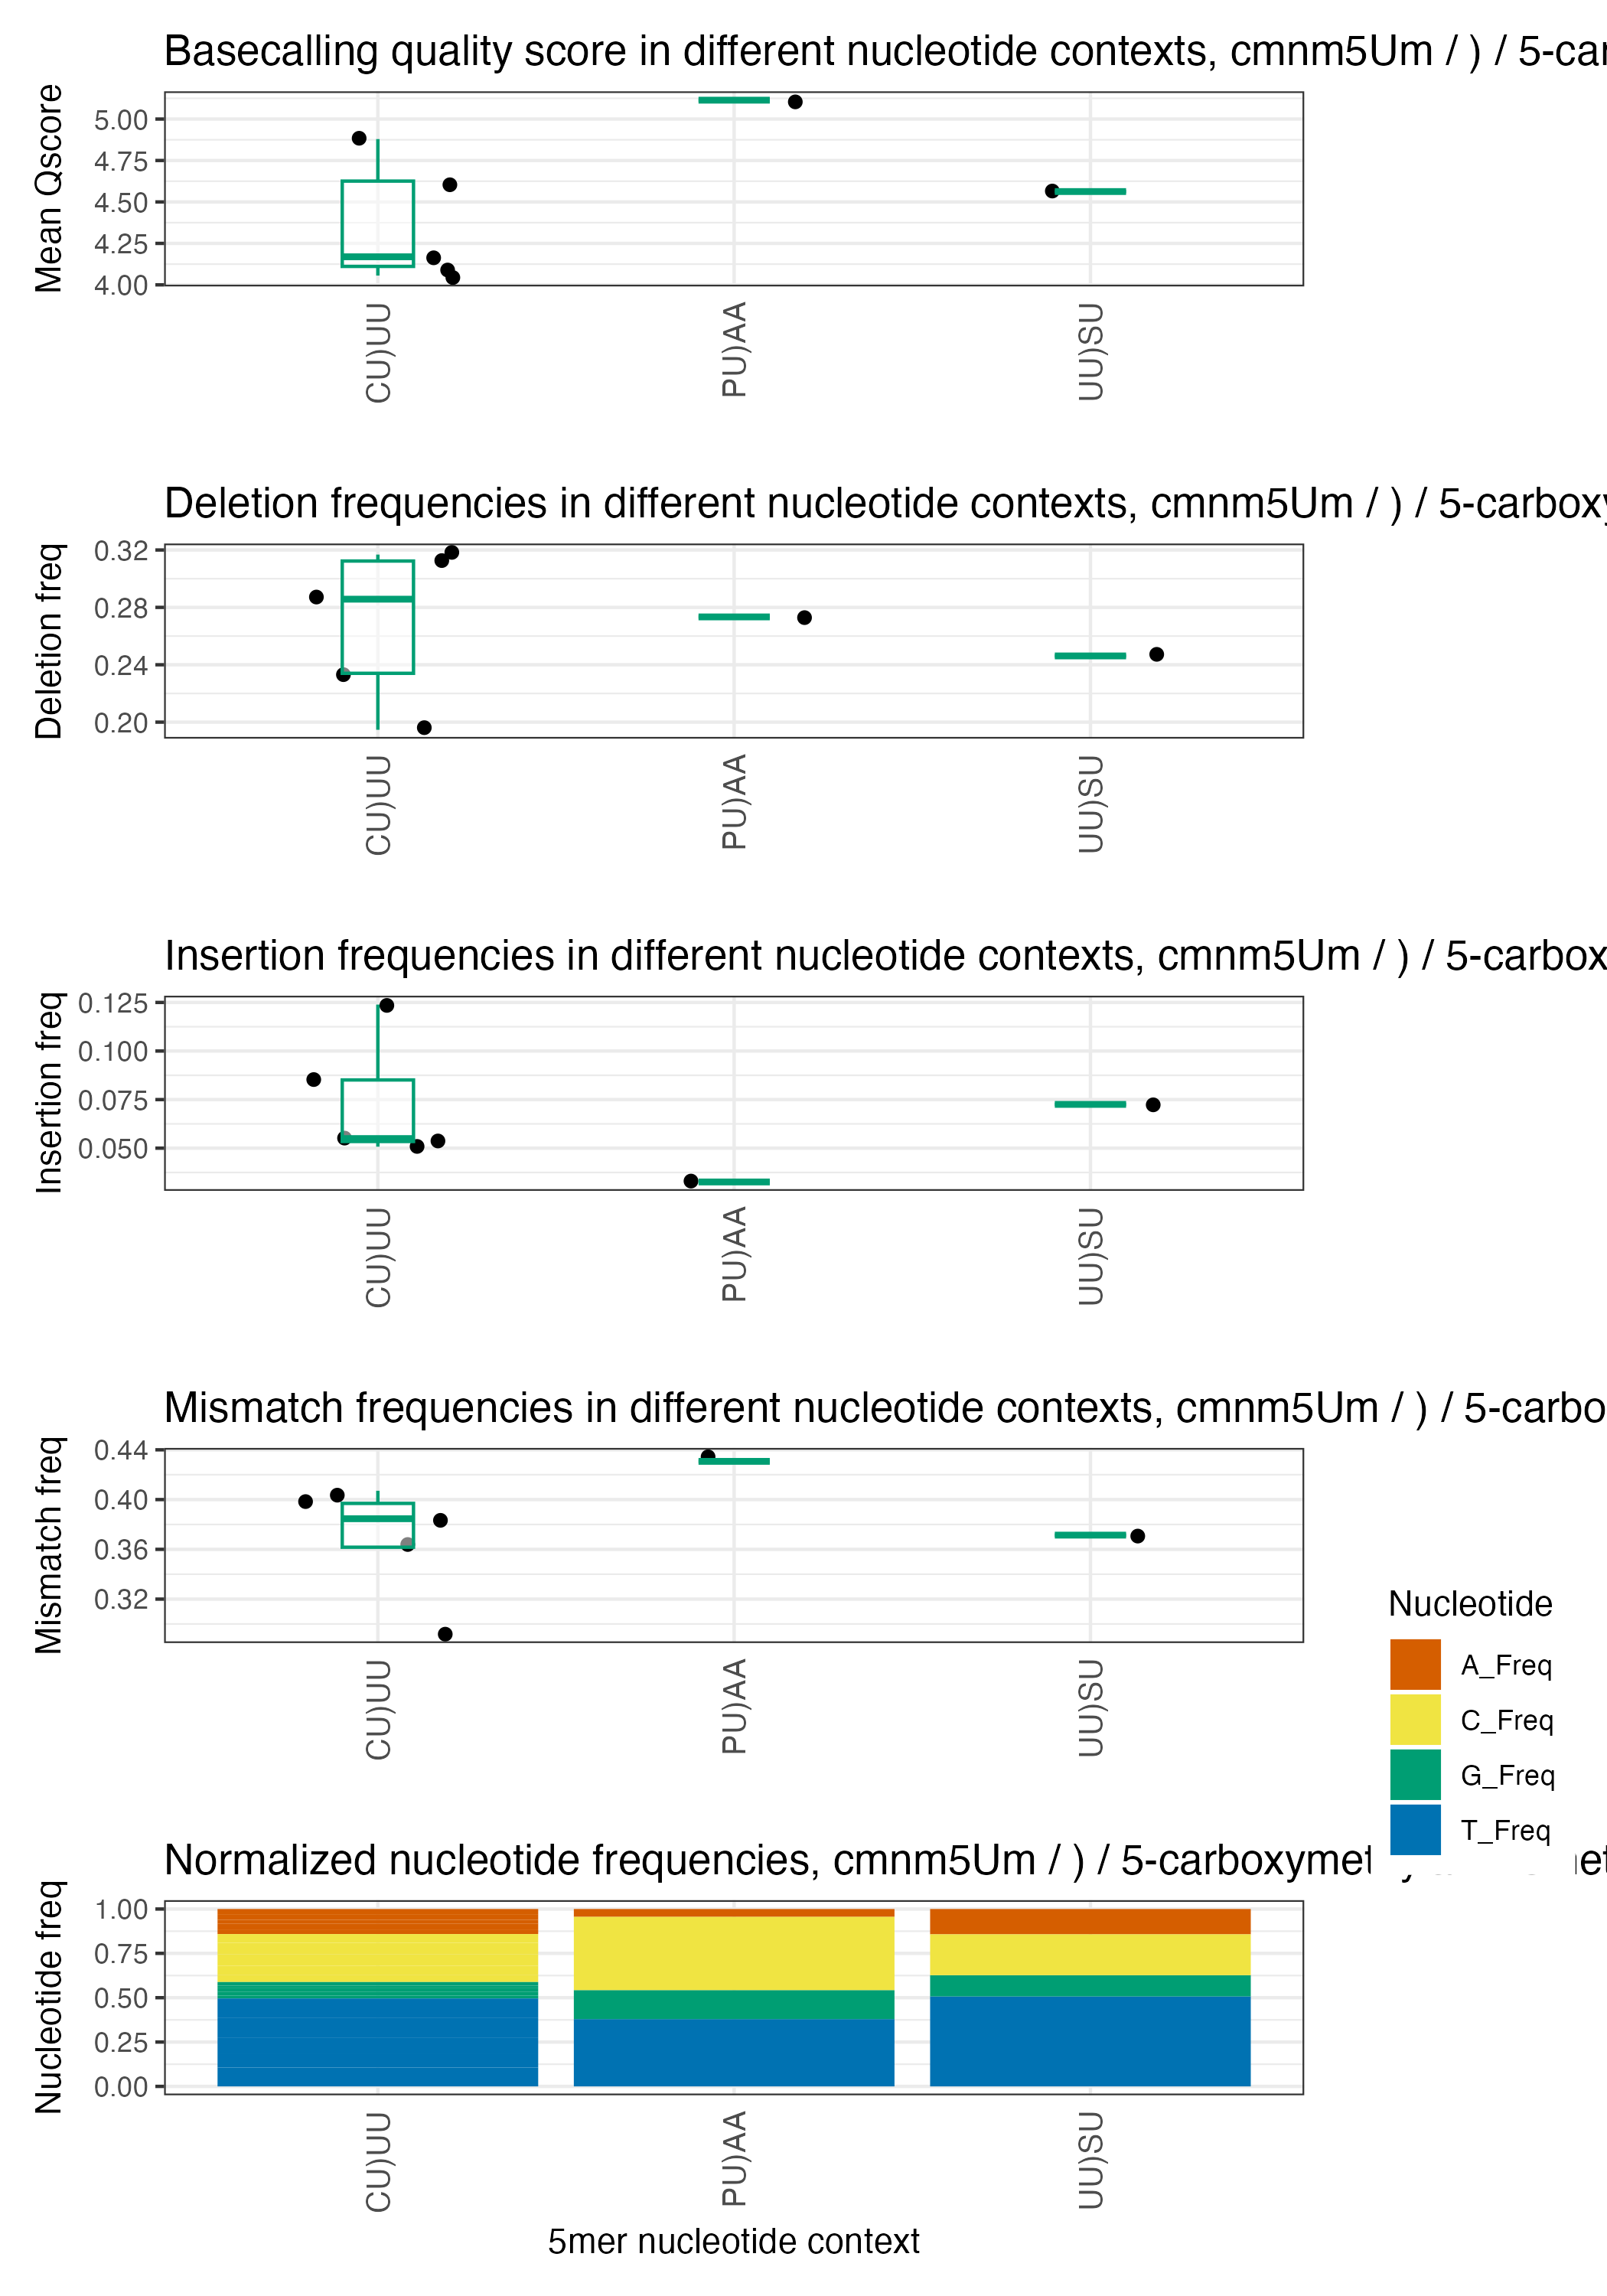 Basecalling quality score in different nucleotide contexts, cmnm5Um / ) / 5-car
Mean Qscore
5.00
4.75
4.50
4.25
4.00
CU)UU
PU)AA
UU)SU
Deletion frequencies in different nucleotide contexts, cmnm5Um / ) / 5-carboxy
Deletion freq
0.32
0.28
0.24
0.20
CU)UU
PU)AA
UU)SU
Insertion frequencies in different nucleotide contexts, cmnm5Um / ) / 5-carbox
Insertion freq
0.125
0.100
0.075
0.050
CU)UU
PU)AA
UU)SU
Mismatch frequencies in different nucleotide contexts, cmnm5Um / ) / 5-carbo
Mismatch freq
0.44
0.40
0.36
0.32
CU)UU
PU)AA
UU)SU
Nucleotide
A_Freq
C_Freq
G_Freq
T_Freq
Normalized nucleotide frequencies, cmnm5Um / ) / 5-carboxymet
Nucleotide freq
1.00
0.75
0.50
0.25
0.00
CU)UU
PU)AA
UU)SU
5mer nucleotide context